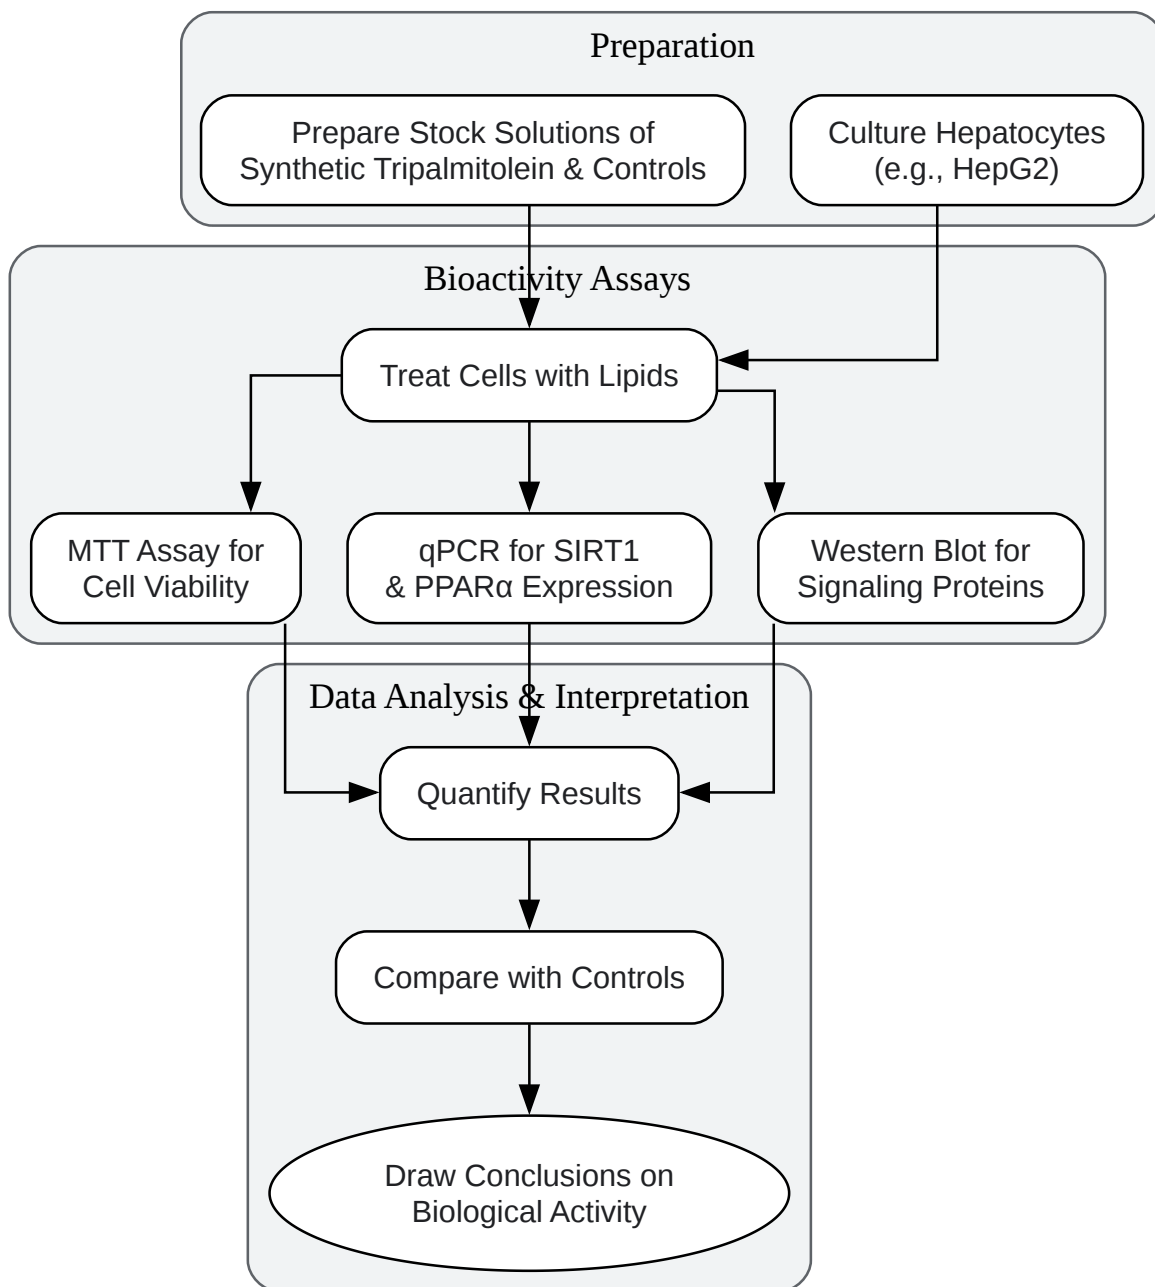 Preparation
Prepare Stock Solutions of
Synthetic Tripalmitolein & Controls
Culture Hepatocytes
(e.g., HepG2)
Bioactivity Assays
Treat Cells with Lipids
MTT Assay for
Cell Viability
qPCR for SIRT1
& PPARα Expression
Western Blot for
Signaling Proteins
Data Analysis & Interpretation
Quantify Results
Compare with Controls
Draw Conclusions on
Biological Activity